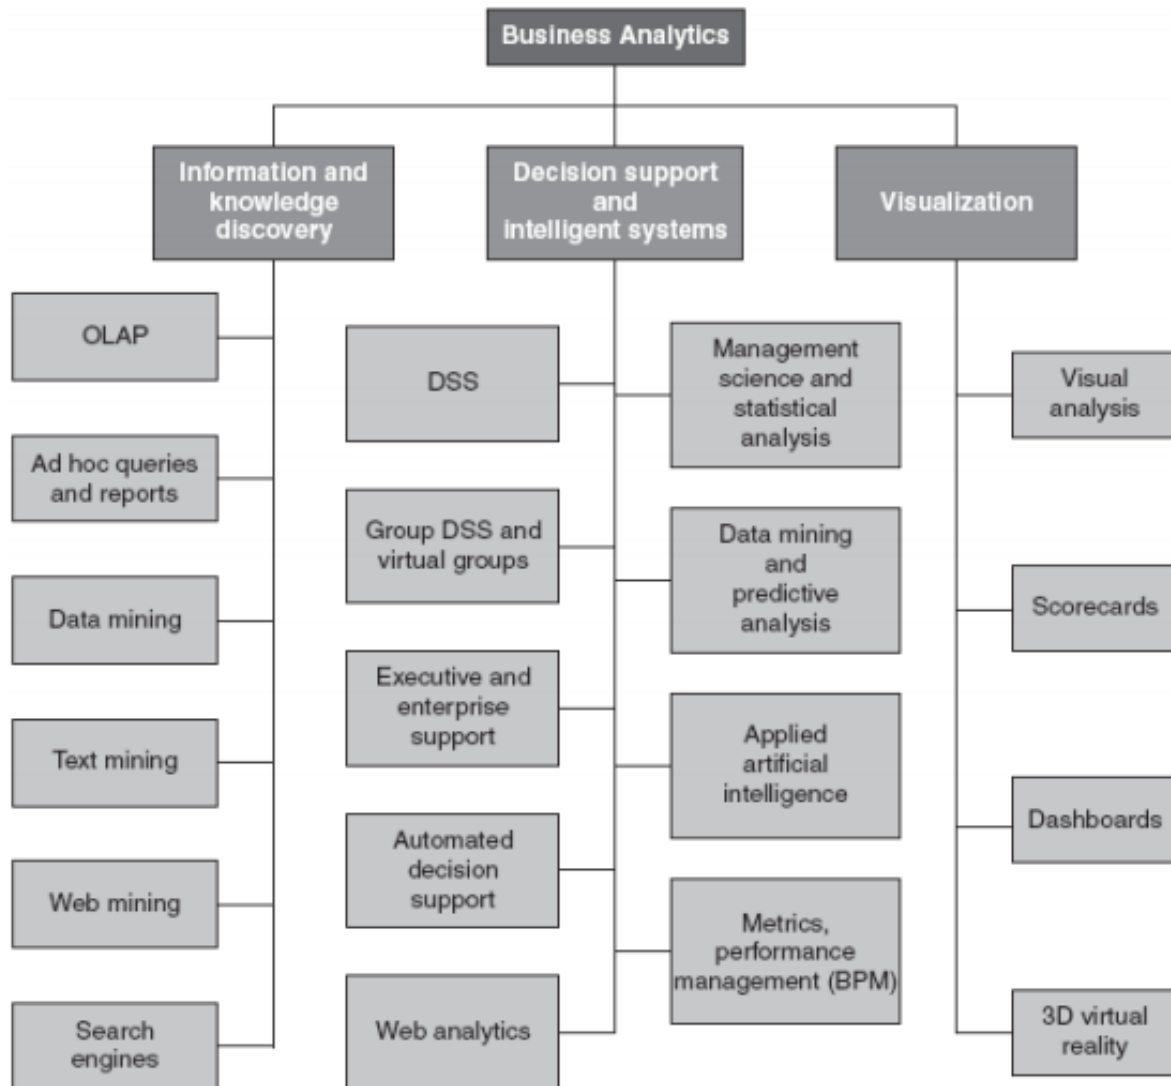 Business Analytics
Information and
knowledge
discovery
Decision support
and
intelligent systems
Visualization
OLAP
Ad hoc queries
and reports
Data mining
Text mining
Web mining
Search
engines
DSS
Group DSS and
virtual groups
Executive and
enterprise
support
Automated
decision
support
Web analytics
Management
science and
statistical
analysis
Data mining
and
predictive
analysis
Applied
artificial
intelligence
Metrics,
performance
management (BPM)
Visual
analysis
Scorecards
Dashboards
3D virtual
reality